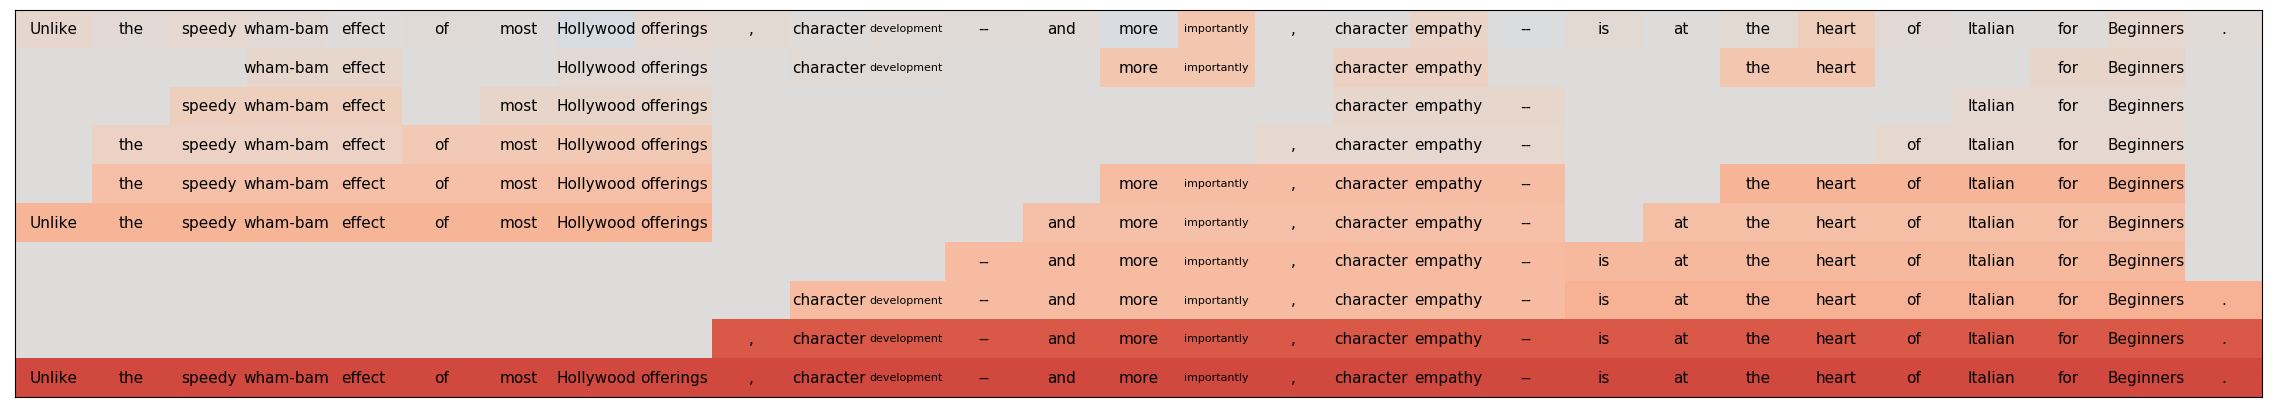 Unlike the speedy wham-bam effect of most Hollywood offerings , character development -- and more importantly , character empathy -- is at the heart of Italian for Beginners .
wham-bam effect Hollywood offerings character development more importantly character empathy the heart for Beginners
speedy wham-bam effect most Hollywood offerings character empathy -- Italian for Beginners
the speedy wham-bam effect of most Hollywood offerings , character empathy -- of Italian for Beginners
the speedy wham-bam effect of most Hollywood offerings more importantly , character empathy -- the heart of Italian for Beginners
Unlike the speedy wham-bam effect of most Hollywood offerings and more importantly , character empathy -- at the heart of Italian for Beginners
-- and more importantly , character empathy -- is at the heart of Italian for Beginners
character development -- and more importantly , character empathy -- is at the heart of Italian for Beginners .
, character development -- and more importantly , character empathy -- is at the heart of Italian for Beginners .
Unlike the speedy wham-bam effect of most Hollywood offerings , character development -- and more importantly , character empathy -- is at the heart of Italian for Beginners .